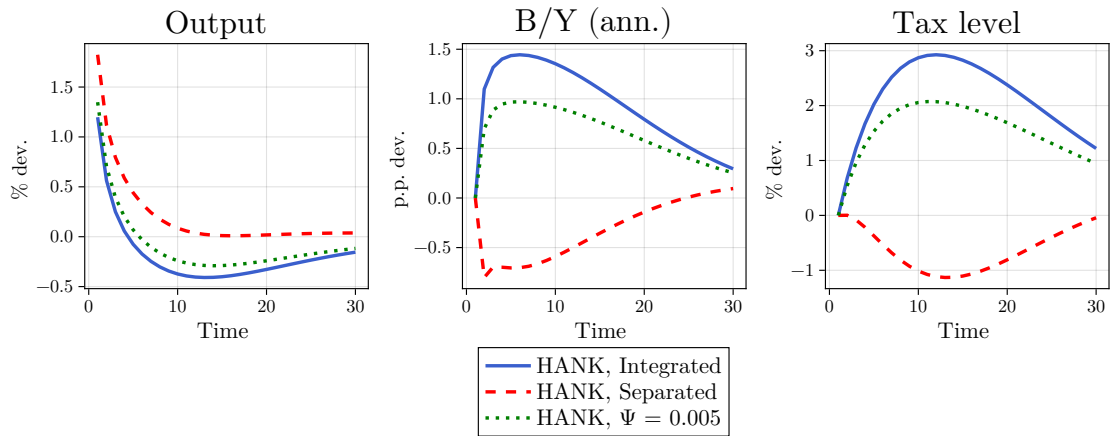 Output
% dev.
1.5
1.0
0.5
0.0
−0.5
0 10 20 30
Time
B/Y (ann.)
p.p. dev.
1.5
1.0
0.5
0.0
−0.5
0 10 20 30
Time
Tax level
% dev.
3
2
1
0
−1
0 10 20 30
Time
HANK, Integrated
HANK, Separated
HANK, Ψ = 0.005